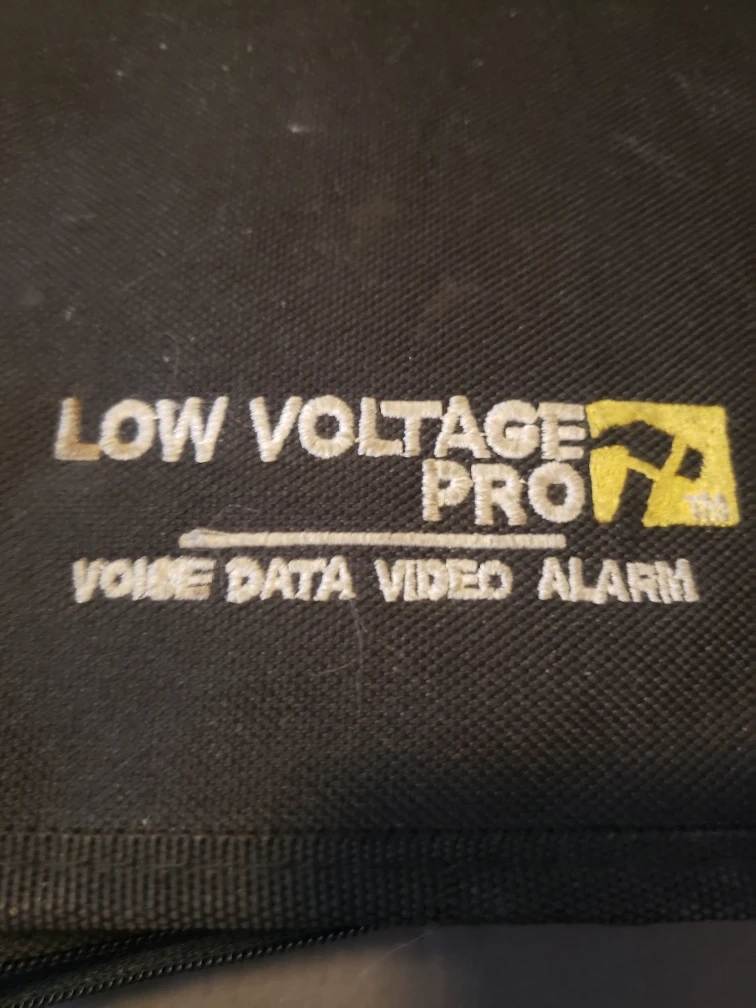 LOW VOLTAGE
PRO
TM
VOICE DATA VIDEO ALARM